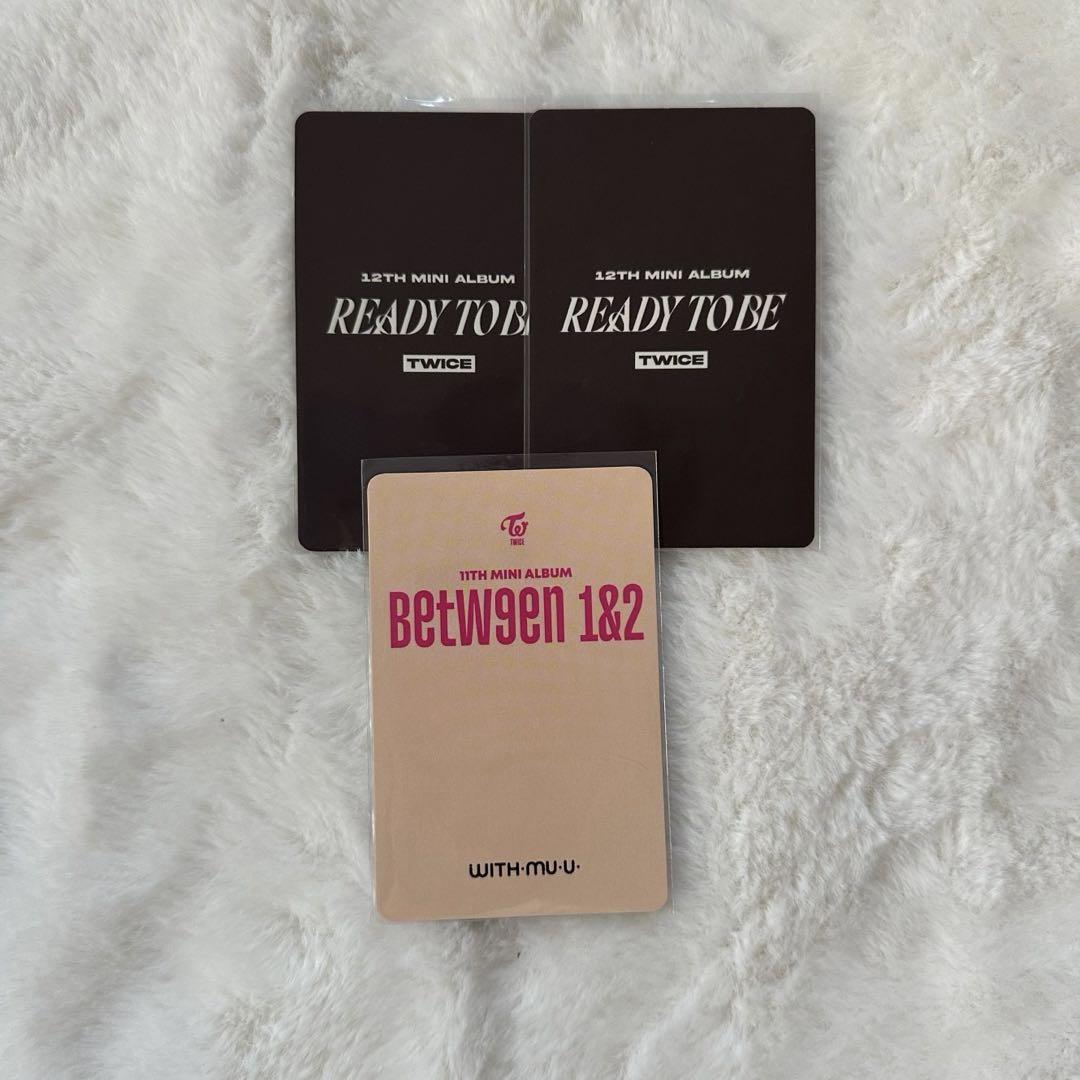 12TH MINI ALBUM
READY TO B
TWICE
12TH MINI ALBUM
READY TO BE
TWICE
TWICE
11TH MINI ALBUM
BetW9en 1&2
WITH·MU·U·